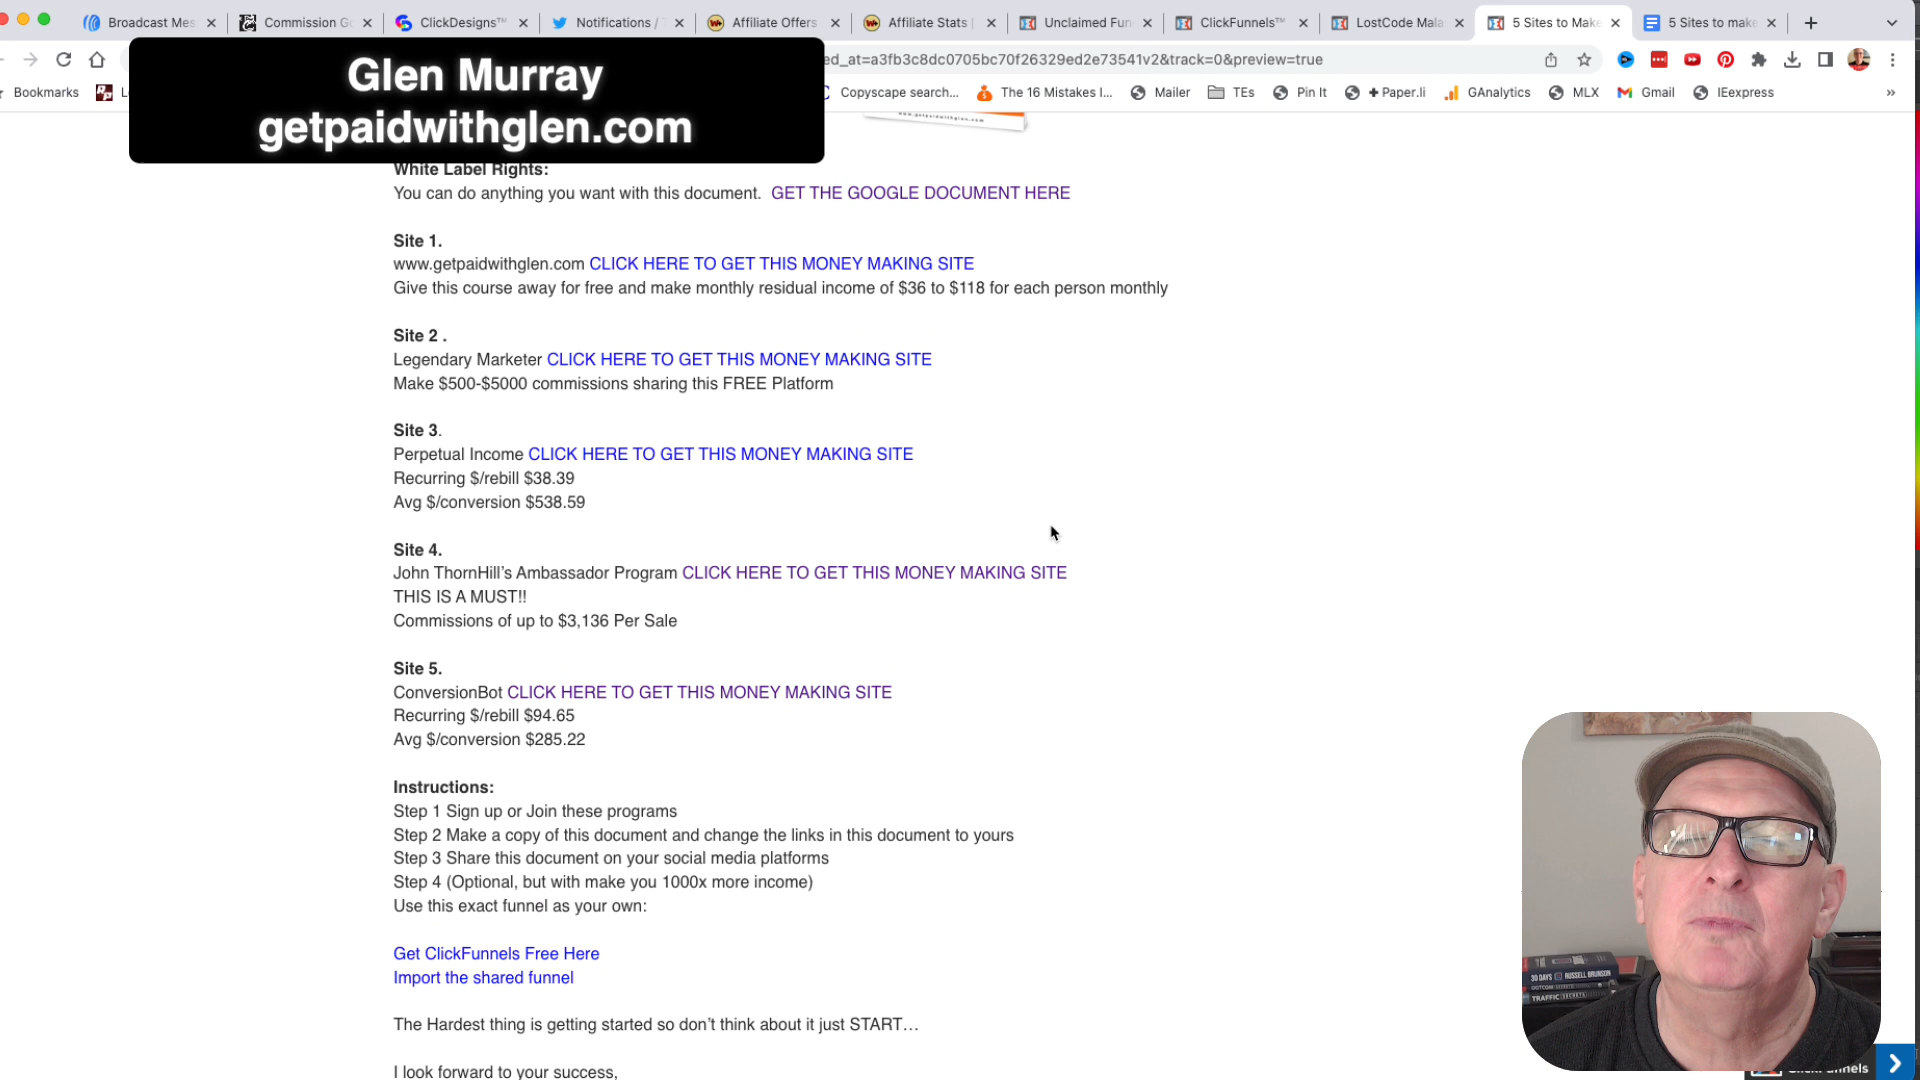 Broadcast Mes
Commission Ge
ClickDesigns™
Notifications / T
Affiliate Offers
Affiliate Stats |
Unclaimed Fun
ClickFunnels™
LostCode Mala
5 Sites to Make
5 Sites to make
Glen Murray
getpaidwithglen.com
ed_at=a3fb3c8dc0705bc70f26329ed2e73541v2&track=0&preview=true
Bookmarks
Copyscape search...
The 16 Mistakes I...
Mailer
TEs
Pin It
+ Paper.li
GAnalytics
MLX
Gmail
IEexpress
www.getpaidwithglen.com
White Label Rights:
You can do anything you want with this document. GET THE GOOGLE DOCUMENT HERE
Site 1.
www.getpaidwithglen.com CLICK HERE TO GET THIS MONEY MAKING SITE
Give this course away for free and make monthly residual income of $36 to $118 for each person monthly
Site 2 .
Legendary Marketer CLICK HERE TO GET THIS MONEY MAKING SITE
Make $500-$5000 commissions sharing this FREE Platform
Site 3.
Perpetual Income CLICK HERE TO GET THIS MONEY MAKING SITE
Recurring $/rebill $38.39
Avg $/conversion $538.59
Site 4.
John ThornHill's Ambassador Program CLICK HERE TO GET THIS MONEY MAKING SITE
THIS IS A MUST!!
Commissions of up to $3,136 Per Sale
Site 5.
ConversionBot CLICK HERE TO GET THIS MONEY MAKING SITE
Recurring $/rebill $94.65
Avg $/conversion $285.22
Instructions:
Step 1 Sign up or Join these programs
Step 2 Make a copy of this document and change the links in this document to yours
Step 3 Share this document on your social media platforms
Step 4 (Optional, but with make you 1000x more income)
Use this exact funnel as your own:
Get ClickFunnels Free Here
Import the shared funnel
The Hardest thing is getting started so don't think about it just START…
I look forward to your success,
30 DAYS RUSSELL BRUNSON
DOTCOM SECRETS
TRAFFIC SECRETS